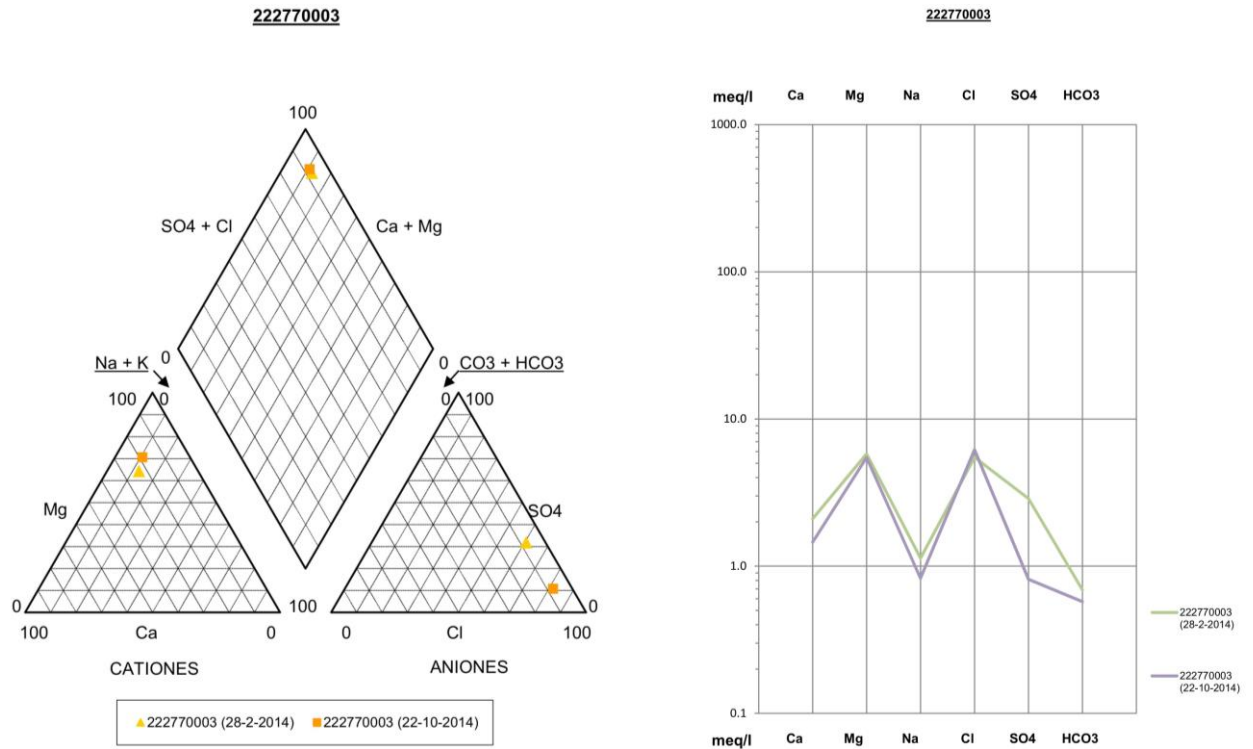 222770003
100
SO4 + Cl
Ca + Mg
0
0
Na + K
CO3 + HCO3
100
0
0
100
Mg
SO4
0
100
0
100
Ca
0
0
Cl
100
CATIONES
ANIONES
222770003 (28-2-2014)
222770003 (22-10-2014)
222770003
meq/l Ca Mg Na Cl SO4 HCO3
1000.0
100.0
10.0
1.0
0.1
222770003
(28-2-2014)
222770003
(22-10-2014)
meq/l Ca Mg Na Cl SO4 HCO3